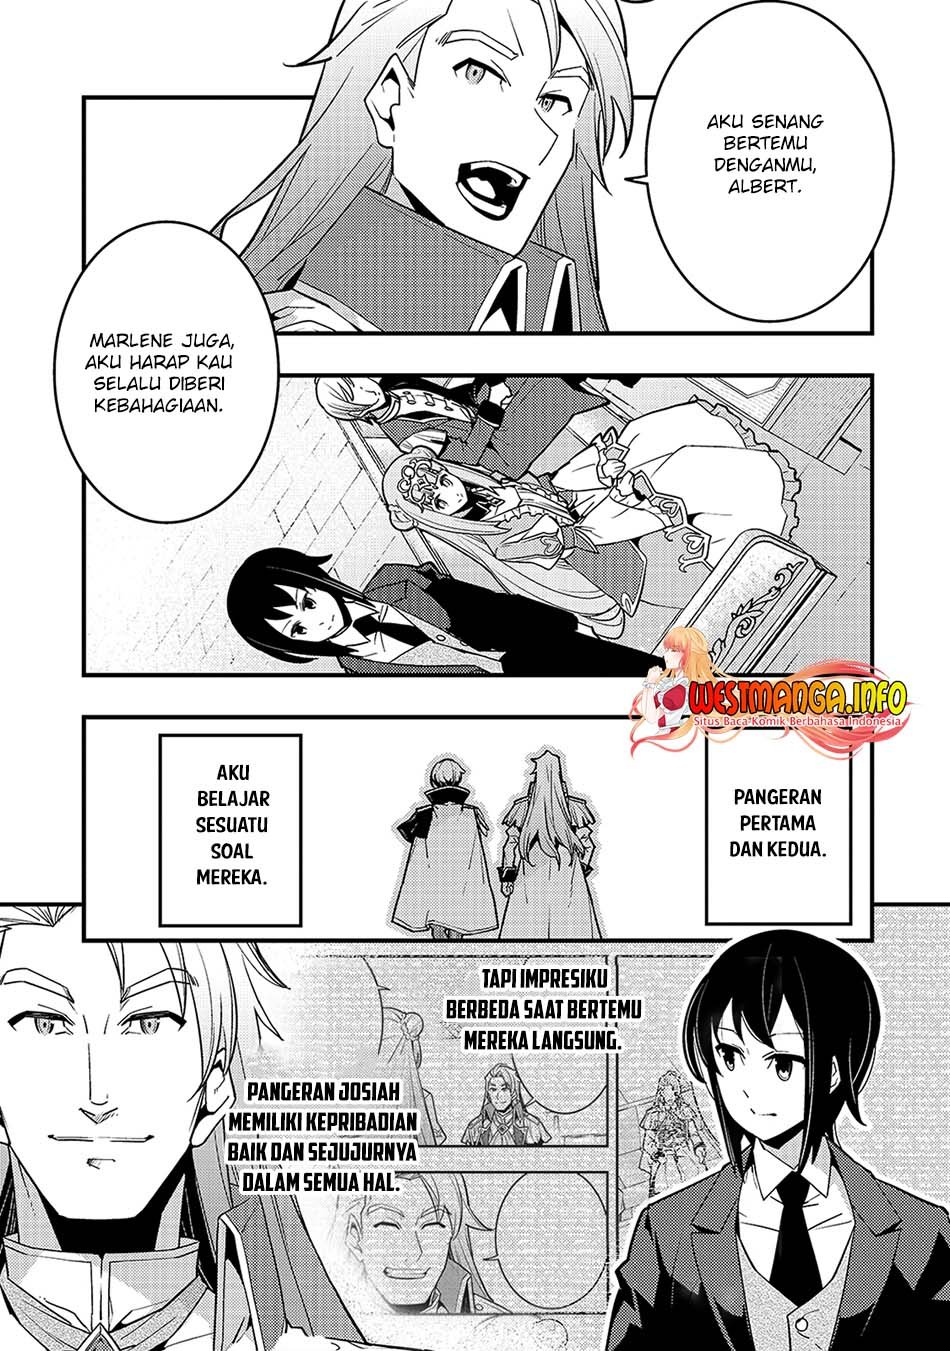 AKU SENANG
BERTEMU
DENGANMU,
ALBERT.
MARLENE JUGA,
AKU HARAP KAU
SELALU DIBERI
KEBAHAGIAAN.
WESTMANGA.INFO
Situs Baca Komik Berbahasa Indonesia
PANGERAN
PERTAMA
DAN KEDUA.
AKU
BELAJAR
SESUATU
SOAL
MEREKA.
TAPI IMPRESIKU
BERBEDA SAAT BERTEMU
MEREKA LANGSUNG.
PANGERAN JOSIAH
MEMILIKI KEPRIBADIAN
BAIK DAN SEJUJURNYA
DALAM SEMUA HAL.